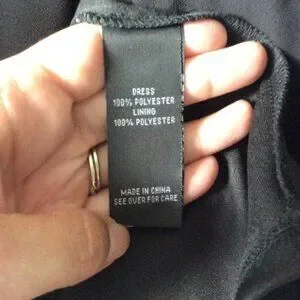 DRESS
100% POLYESTER
LINING
100% POLYESTER
MADE IN CHINA
SEE OVER FOR CARE